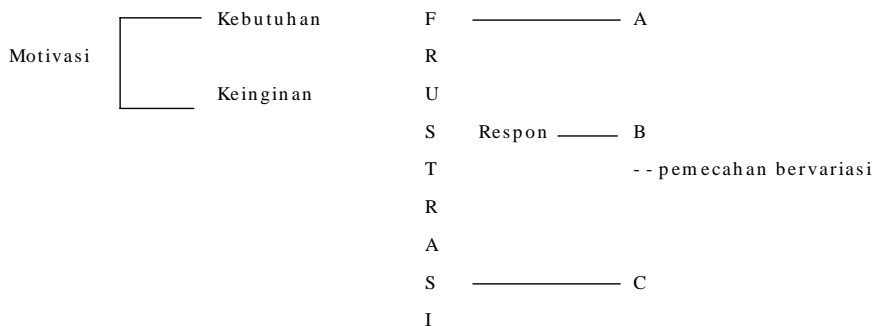 Kebutuhan F A
Motivasi R
Keinginan U
S Respon B
T -- pemecahan bervariasi
R
A
S C
I